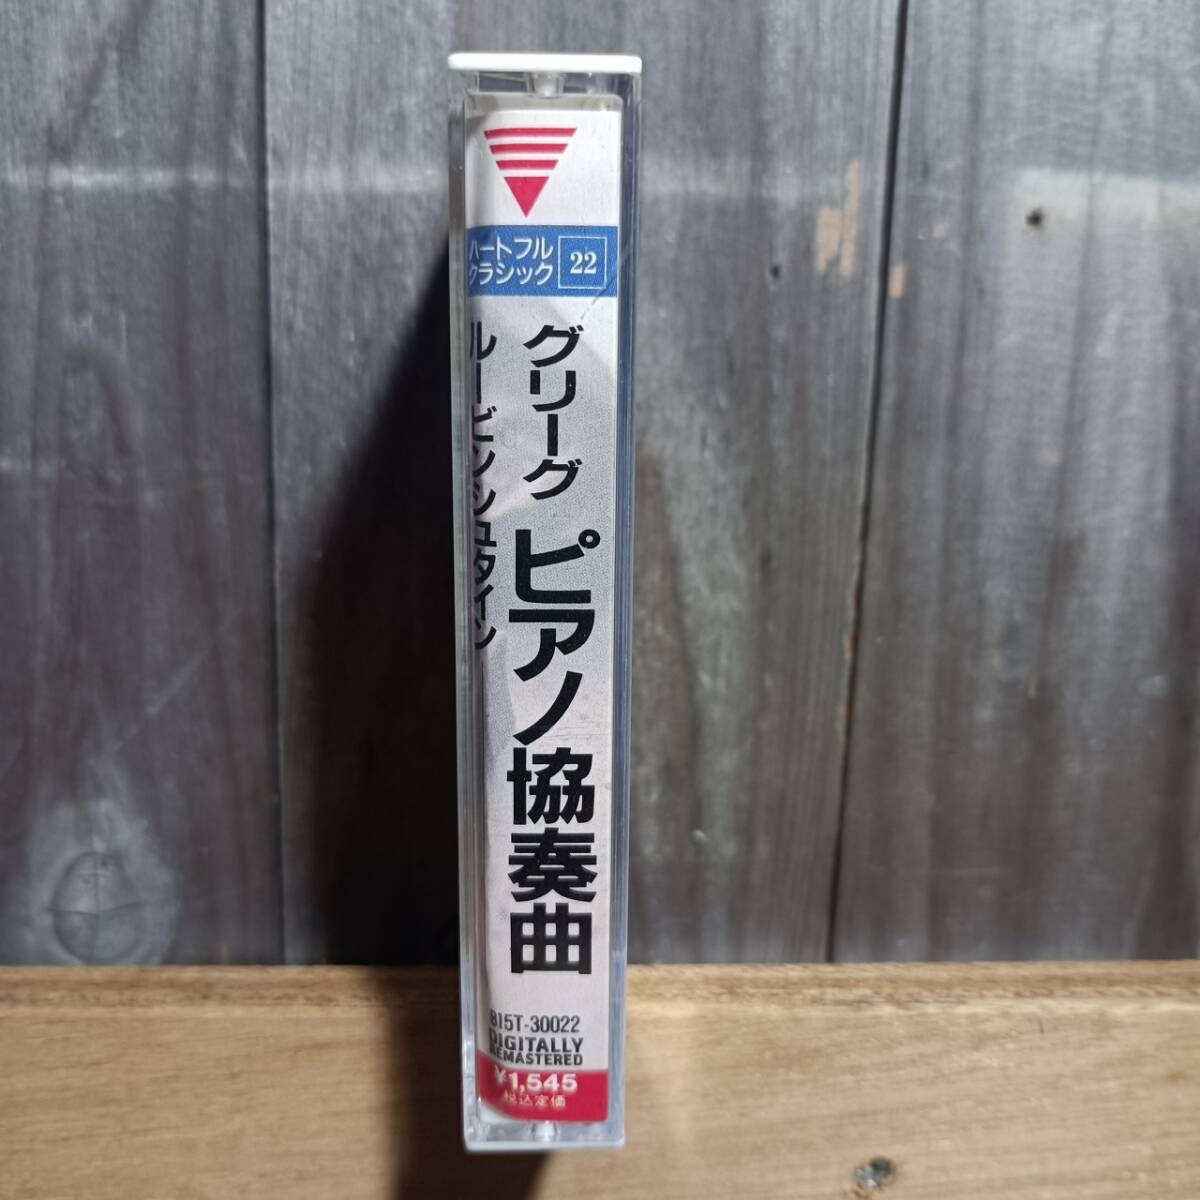 ハートフル
クラシック
22
グリーグ ピアノ協奏曲
ルービンシュタイン
B15T-30022
DIGITALLY
REMASTERED
¥1,545
税込定価